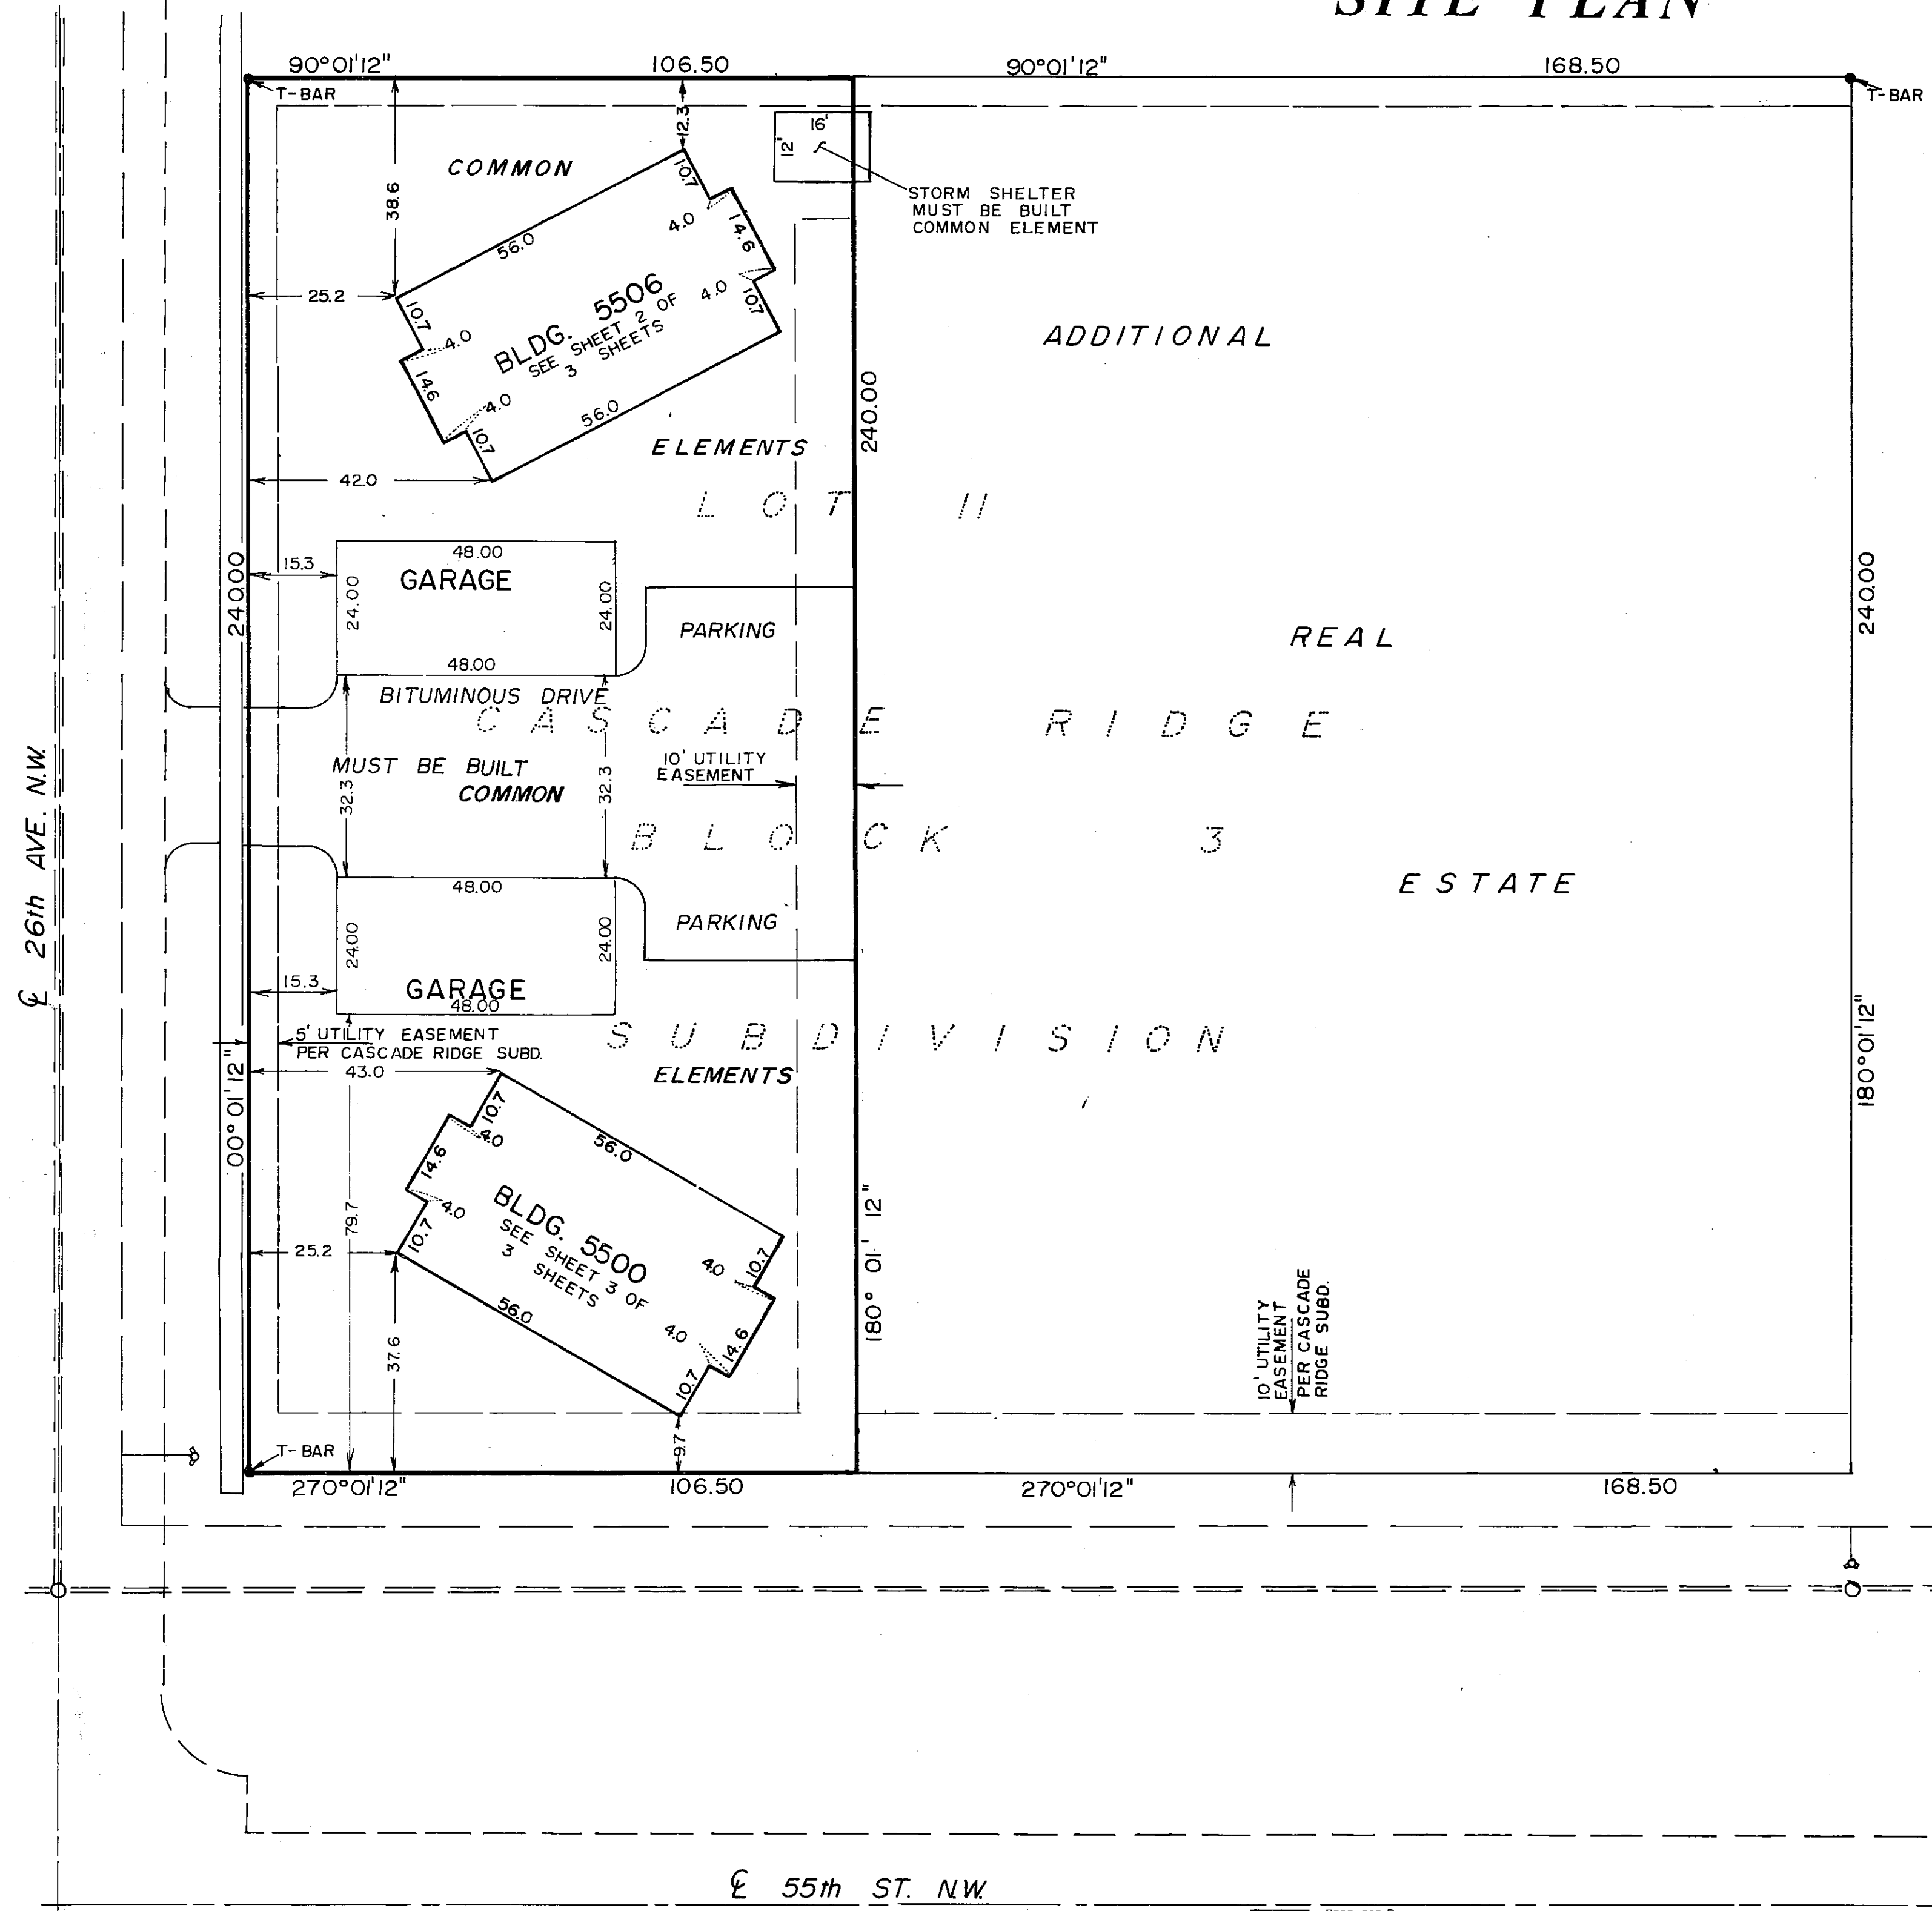 SITE PLAN
90°01'12" 106.50 90°01'12" 168.50
T-BAR
T-BAR
12.3
16'
12'
COMMON
10.7
38.6
STORM SHELTER
MUST BE BUILT
COMMON ELEMENT
4.0
14.6
56.0
25.2
BLDG. 5506
SEE SHEET 2 OF
3 SHEETS
4.0
10.7
10.7
4.0
14.6
4.0
10.7
56.0
ADDITIONAL
240.00
ELEMENTS
42.0
LOT 11
48.00
15.3
GARAGE
24.00
24.00
48.00
240.00
PARKING
REAL
240.00
BITUMINOUS DRIVE
CASCADE RIDGE
MUST BE BUILT
COMMON
32.3
32.3
10' UTILITY
EASEMENT
℄ 26th AVE. N.W.
BLOCK 3
48.00
ESTATE
PARKING
24.00
24.00
15.3
GARAGE
48.00
5' UTILITY EASEMENT
PER CASCADE RIDGE SUBD.
SUBDIVISION
43.0
ELEMENTS
00° 01' 12"
180°01'12"
10.7
4.0
56.0
14.6
4.0
10.7
BLDG. 5500
SEE SHEET 3 OF
3 SHEETS
79.7
25.2
180° 01' 12"
4.0
10.7
56.0
4.0
14.6
10.7
37.6
9.7
10' UTILITY
EASEMENT
PER CASCADE
RIDGE SUBD.
T-BAR
270°01'12" 106.50 270°01'12" 168.50
℄ 55th ST. N.W.